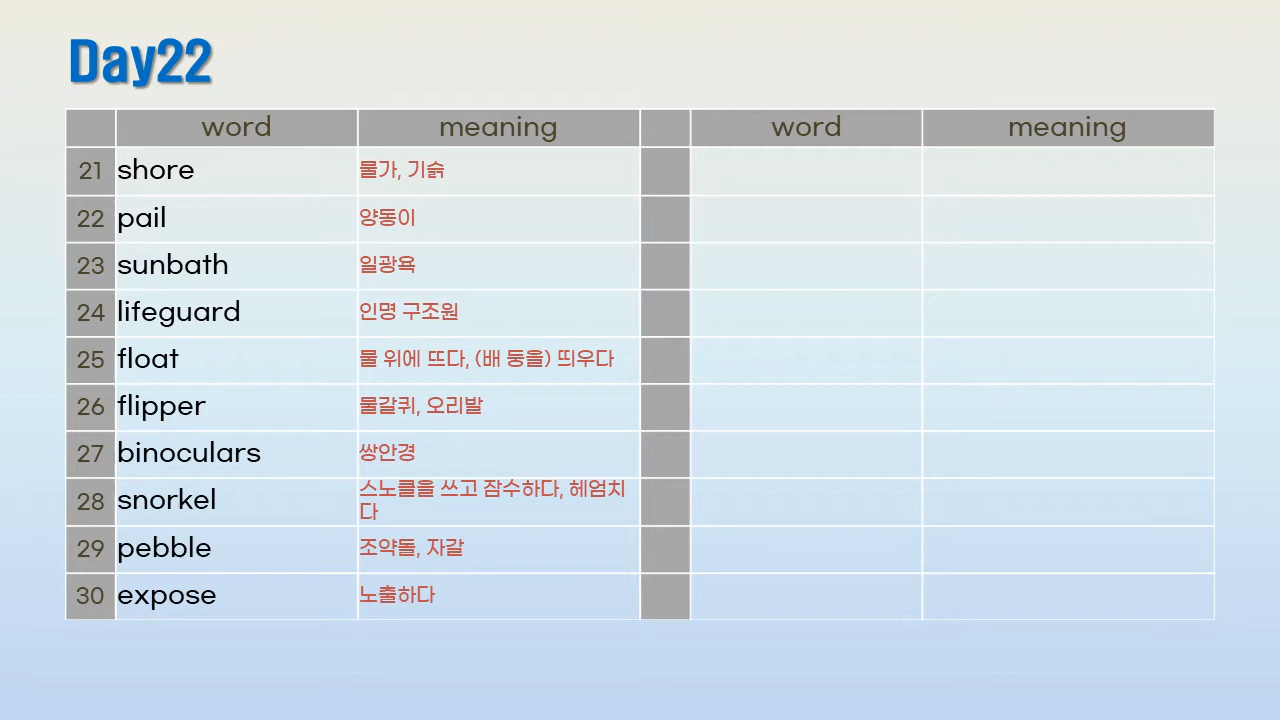 Day22
word meaning word meaning
21 shore 물가, 기슭
22 pail 양동이
23 sunbath 일광욕
24 lifeguard 인명 구조원
25 float 물 위에 뜨다, (배 등을) 띄우다
26 flipper 물갈퀴, 오리발
27 binoculars 쌍안경
28 snorkel 스노클을 쓰고 잠수하다, 헤엄치
다
29 pebble 조약돌, 자갈
30 expose 노출하다